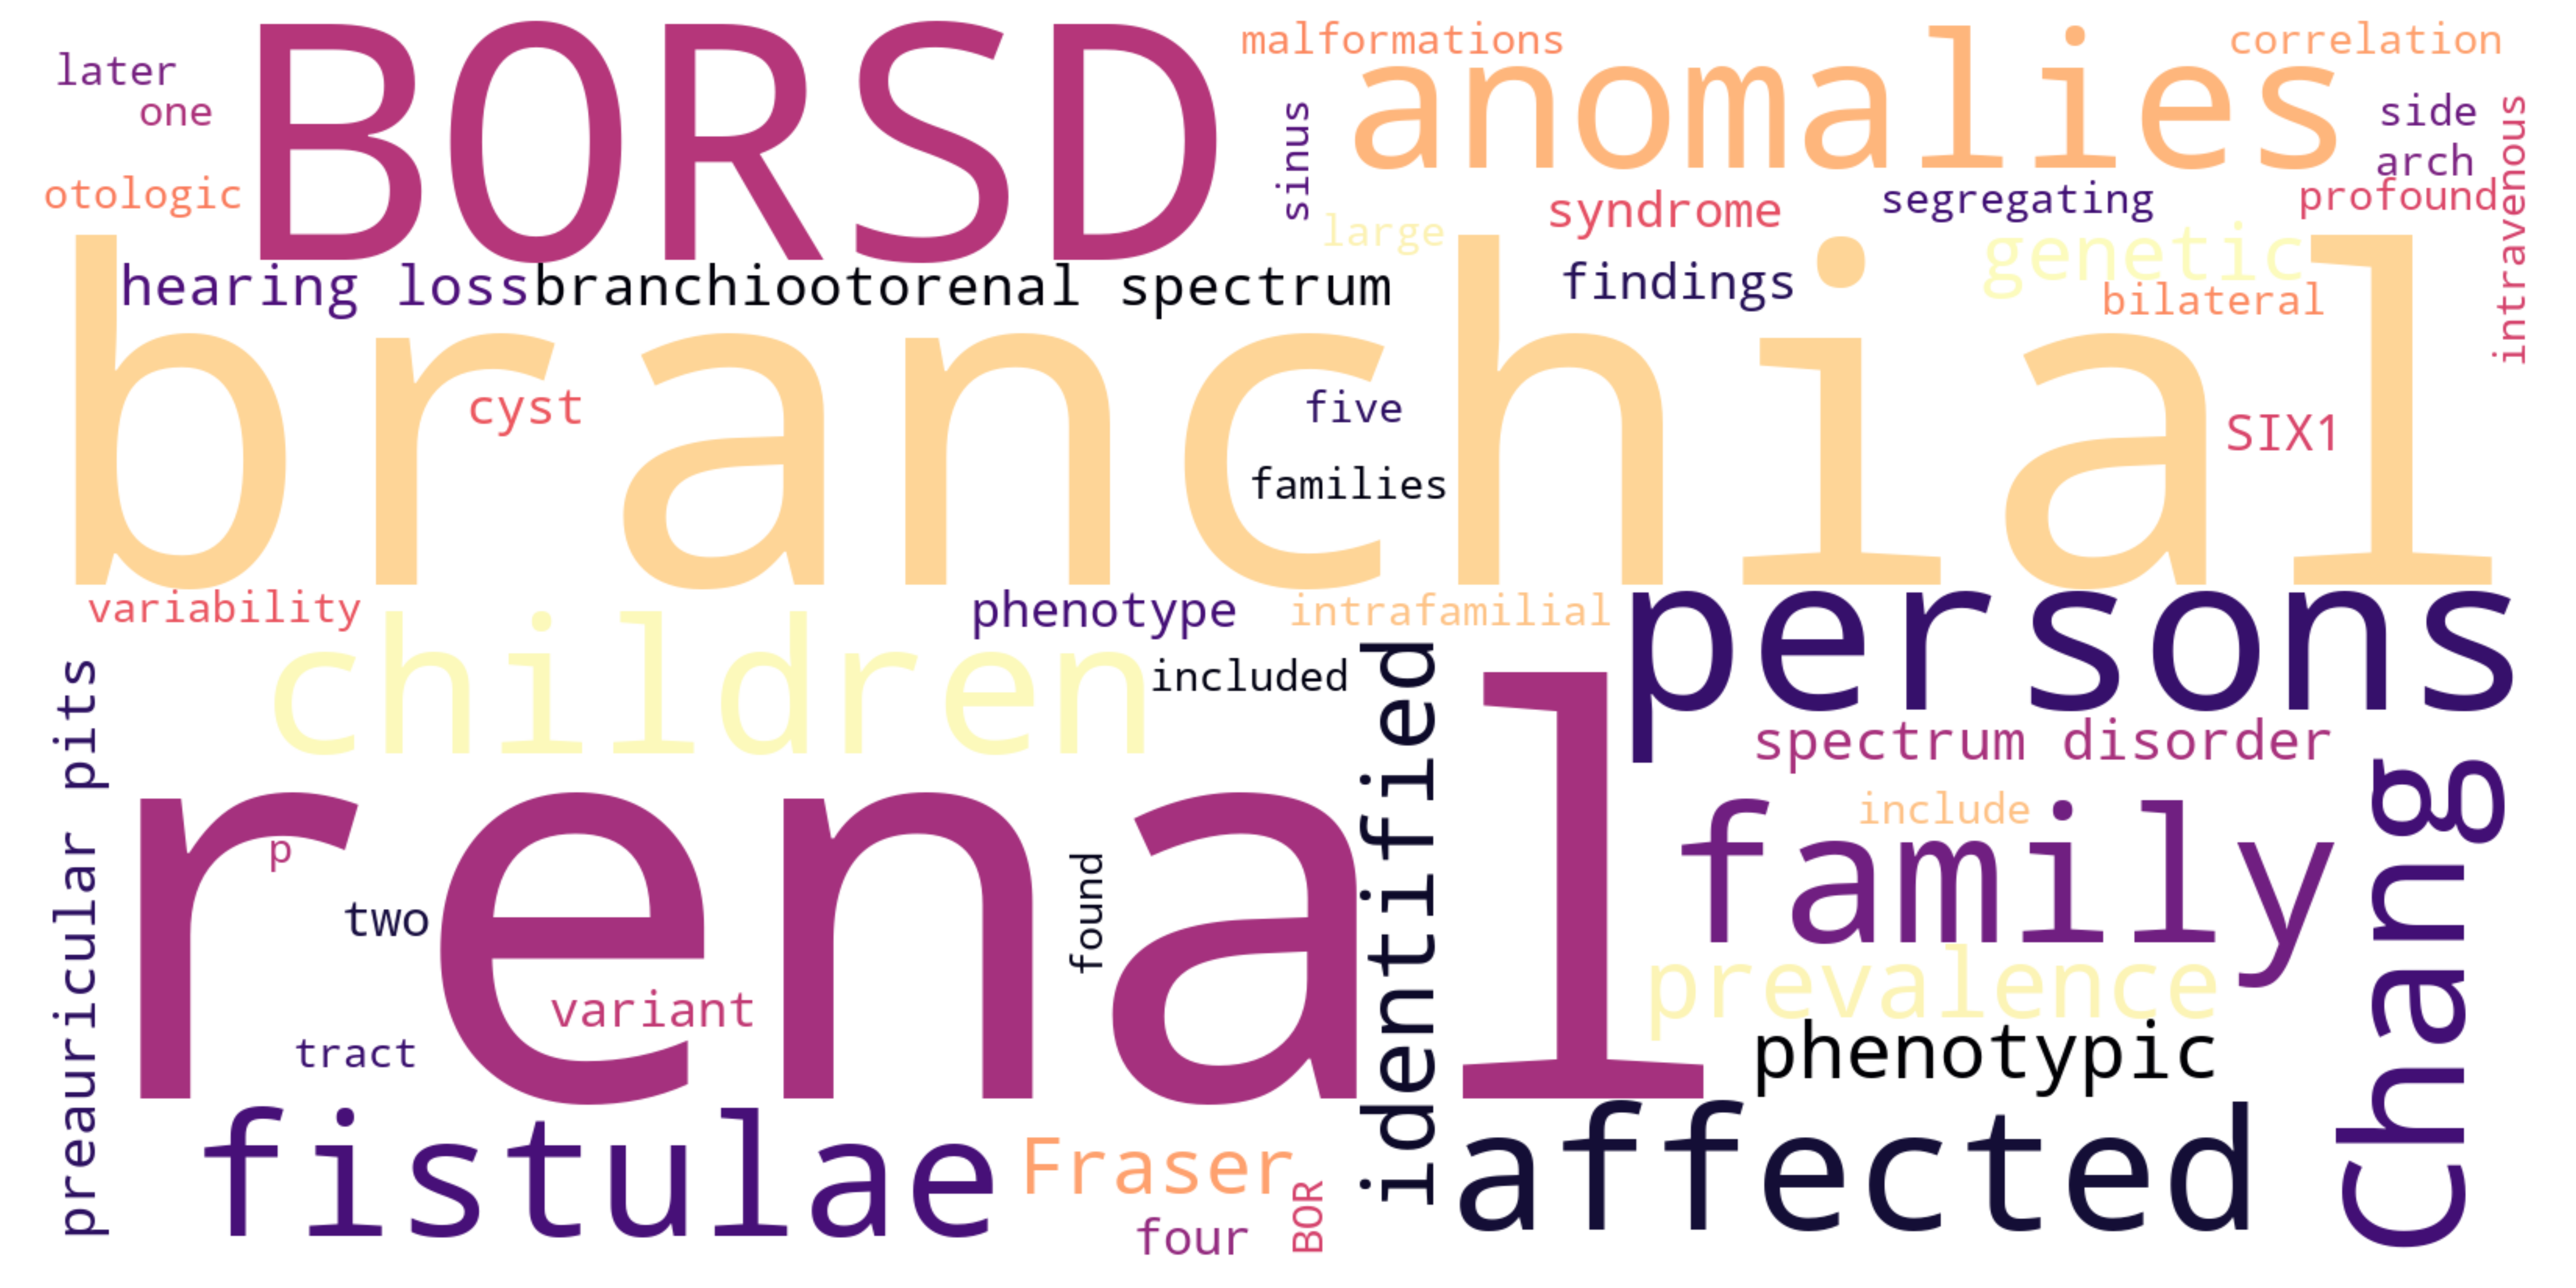 later
one
otologic
BORSD
malformations
anomalies
correlation
sinus
side
arch
intravenous
large
syndrome
segregating
profound
hearing loss
branchiootorenal spectrum
findings
genetic
bilateral
branchial
cyst
five
families
SIX1
variability
phenotype
intrafamilial
persons
children
included
identified
spectrum disorder
preauricular pits
renal
p
two
found
variant
tract
include
family
Chang
prevalence
phenotypic
fistulae
Fraser
four
BOR
affected